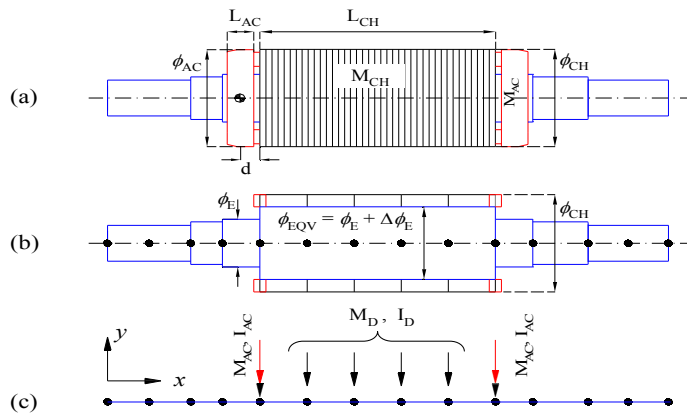 L_AC L_CH
(a) ϕ_AC M_CH M_AC ϕ_CH
d
(b) ϕ_E ϕ_EQV = ϕ_E + Δϕ_E ϕ_CH
y M_AC, I_AC M_D , I_D M_AC, I_AC
x
(c)